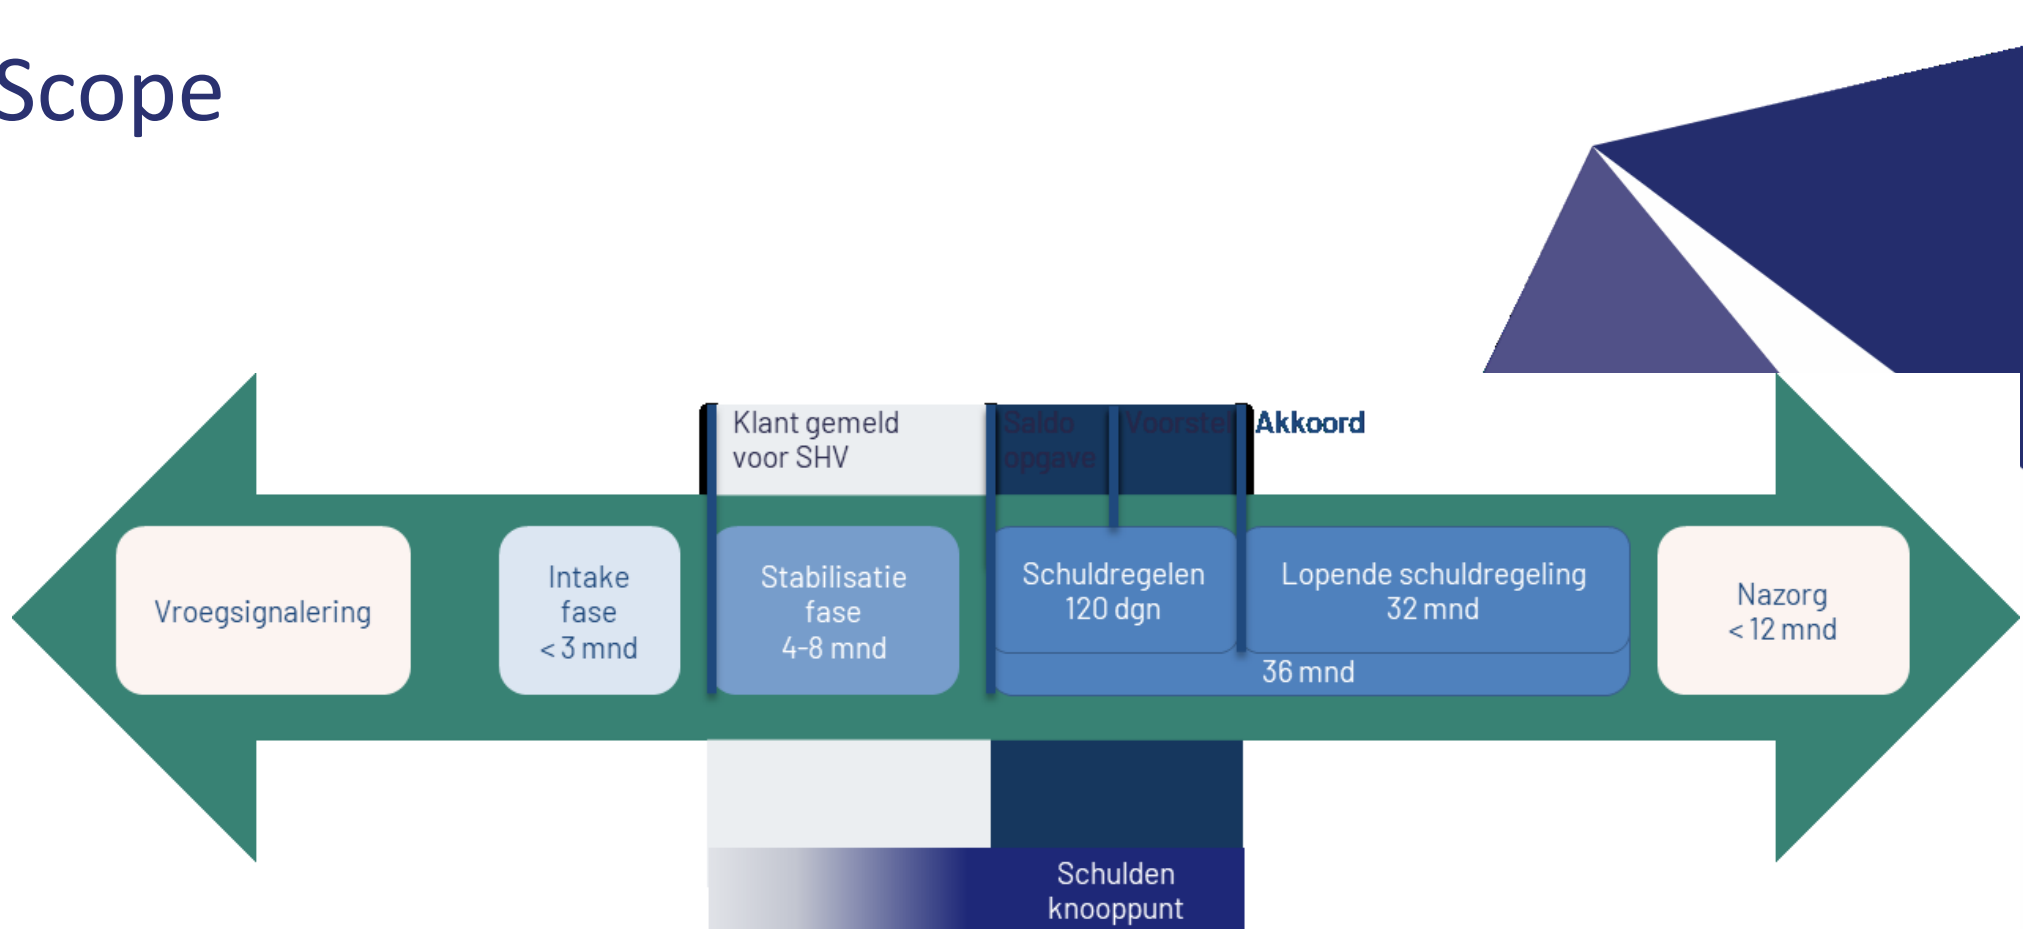 Scope
Klant gemeld
voor SHV
Saldo
opgave
Voorstel
Akkoord
Vroegsignalering
Intake
fase
< 3 mnd
Stabilisatie
fase
4-8 mnd
Schuldregelen
120 dgn
Lopende schuldregeling
32 mnd
36 mnd
Nazorg
< 12 mnd
Schulden
knooppunt